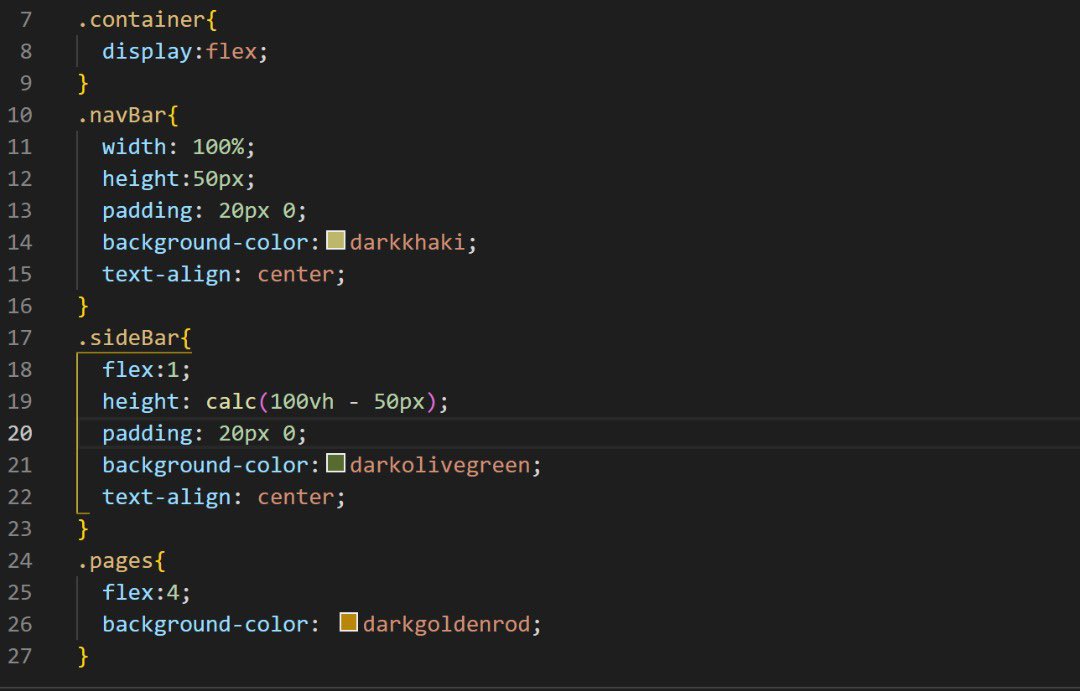 7 .container{
8 display:flex;
9 }
10 .navBar{
11 width: 100%;
12 height:50px;
13 padding: 20px 0;
14 background-color:darkkhaki;
15 text-align: center;
16 }
17 .sideBar{
18 flex:1;
19 height: calc(100vh - 50px);
20 padding: 20px 0;
21 background-color:darkolivegreen;
22 text-align: center;
23 }
24 .pages{
25 flex:4;
26 background-color: darkgoldenrod;
27 }